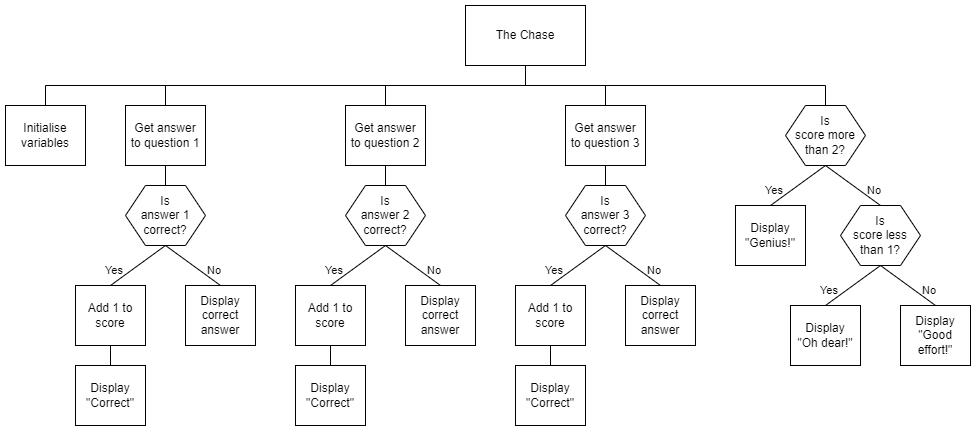 The Chase
Initialise
variables
Get answer
to question 1
Get answer
to question 2
Get answer
to question 3
Is
score more
than 2?
Is
answer 1
correct?
Is
answer 2
correct?
Is
answer 3
correct?
Yes
No
Display
"Genius!"
Is
score less
than 1?
Yes
No
Yes
No
Yes
No
Yes
No
Add 1 to
score
Display
correct
answer
Add 1 to
score
Display
correct
answer
Add 1 to
score
Display
correct
answer
Display
"Oh dear!"
Display
"Good
effort!"
Display
"Correct"
Display
"Correct"
Display
"Correct"